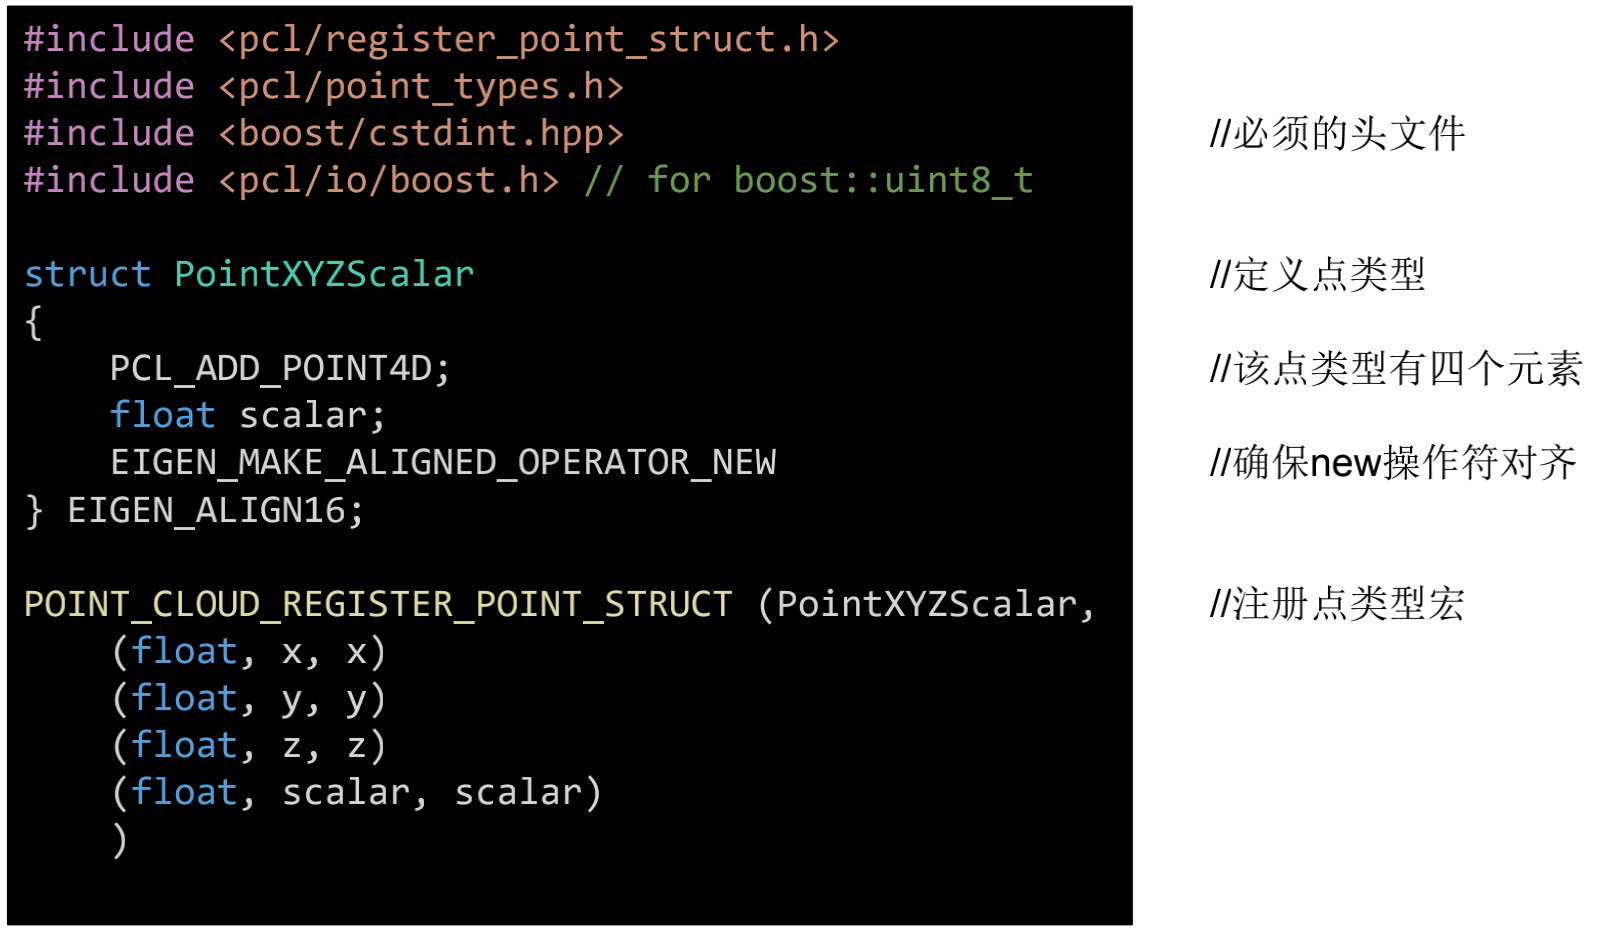 #include <pcl/register_point_struct.h>
#include <pcl/point_types.h>
#include <boost/cstdint.hpp> //必须的头文件
#include <pcl/io/boost.h> // for boost::uint8_t
struct PointXYZScalar //定义点类型
{
PCL_ADD_POINT4D; //该点类型有四个元素
float scalar;
EIGEN_MAKE_ALIGNED_OPERATOR_NEW //确保new操作符对齐
} EIGEN_ALIGN16;
POINT_CLOUD_REGISTER_POINT_STRUCT (PointXYZScalar, //注册点类型宏
(float, x, x)
(float, y, y)
(float, z, z)
(float, scalar, scalar)
)